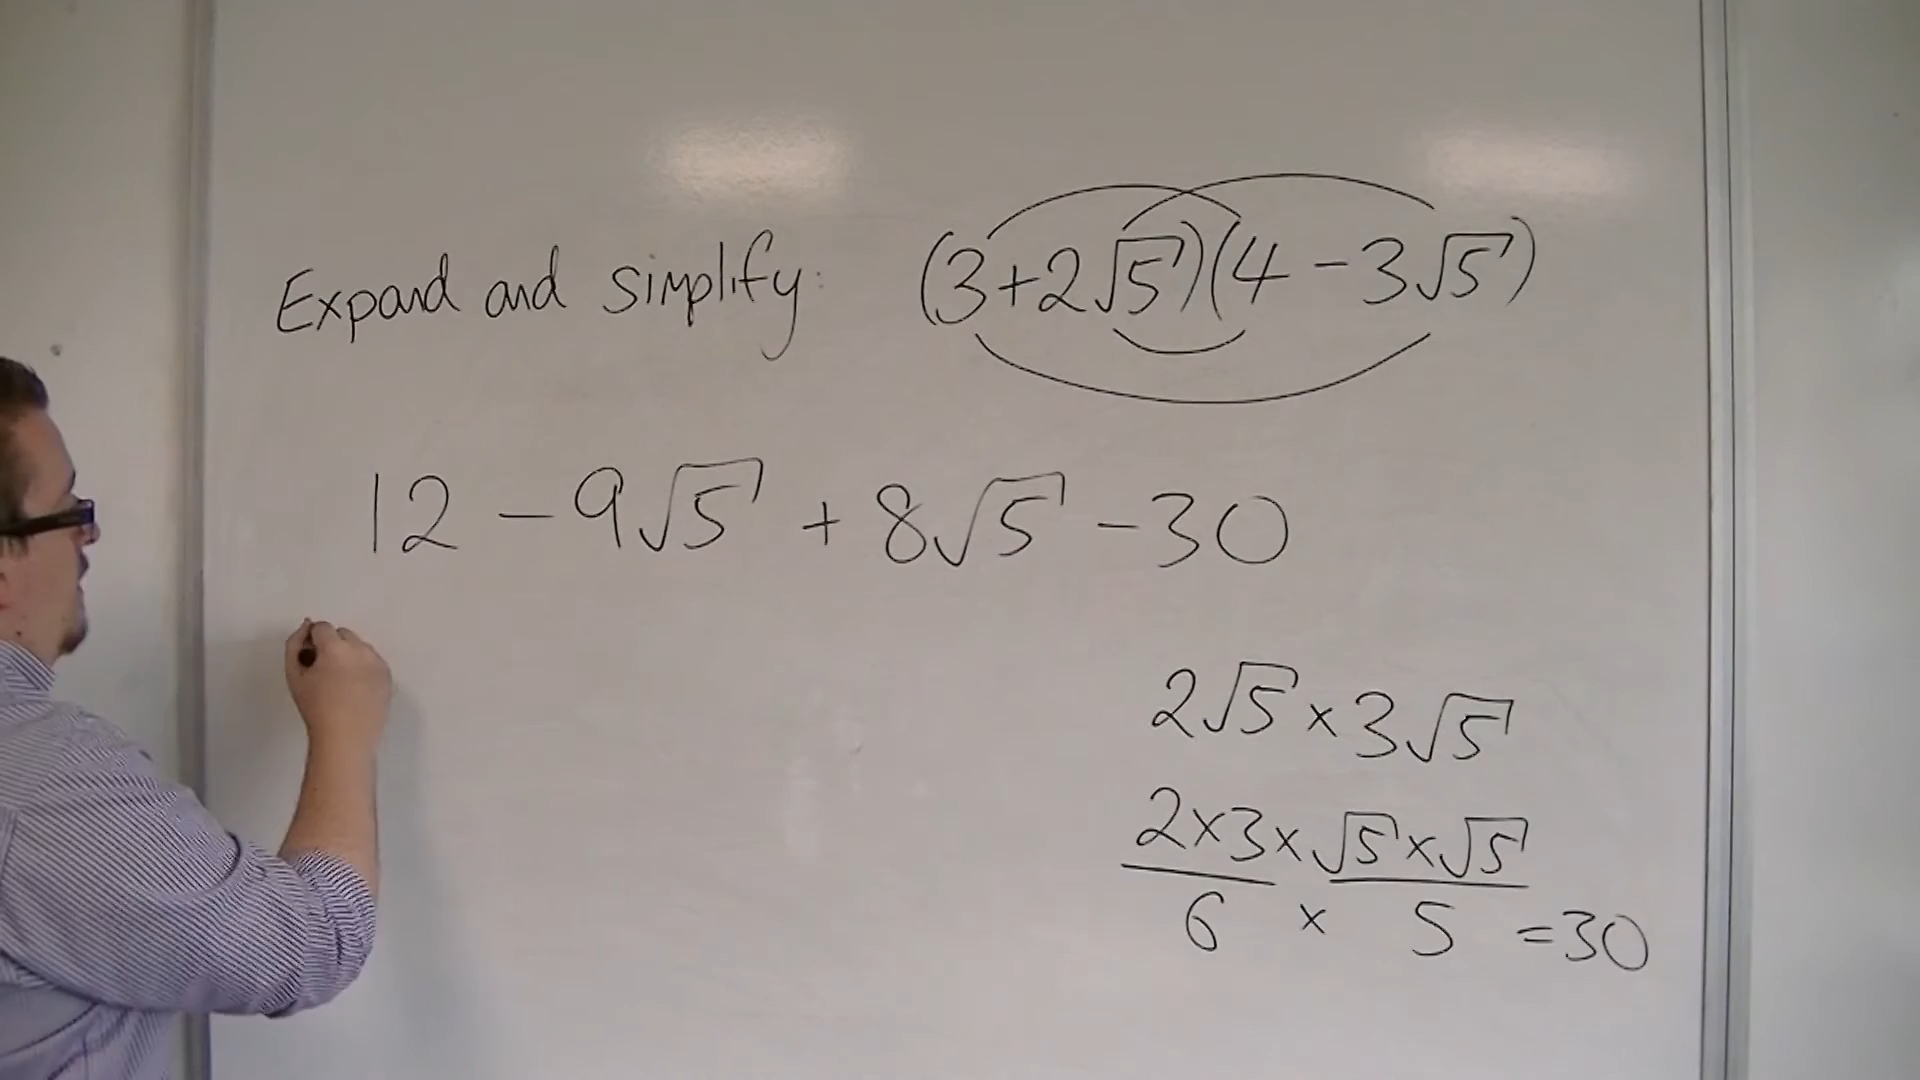 Expand and simplify: (3+2√5)(4-3√5)
12 - 9√5 + 8√5 - 30
2√5 × 3√5
2×3×√5×√5
6 × 5 = 30